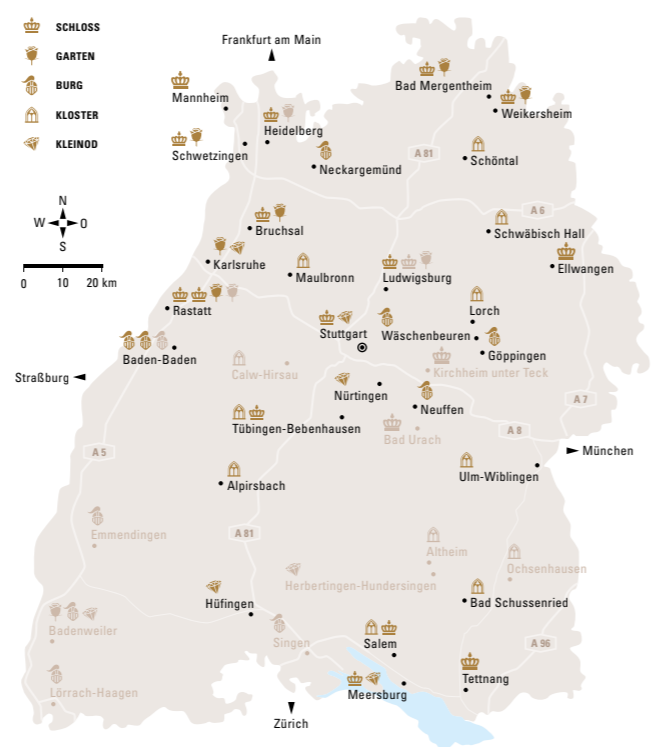 SCHLOSS
GARTEN
BURG
KLOSTER
KLEINOD
Frankfurt am Main
Mannheim
Bad Mergentheim
Weikersheim
Heidelberg
Schwetzingen
Neckargemünd
A 81
Schöntal
N
W O
S
0 10 20 km
A 6
Bruchsal
Schwäbisch Hall
Karlsruhe
Maulbronn
Ludwigsburg
Ellwangen
Rastatt
Lorch
Stuttgart
Wäschenbeuren
Baden-Baden
Göppingen
Straßburg
Calw-Hirsau
Kirchheim unter Teck
Nürtingen
Neuffen
A 7
Tübingen-Bebenhausen
Bad Urach
A 8
A 5
München
Alpirsbach
Ulm-Wiblingen
Emmendingen
A 81
Altheim
Ochsenhausen
Herbertingen-Hundersingen
Hüfingen
Bad Schussenried
Badenweiler
Singen
Salem
A 96
Tettnang
Lörrach-Haagen
Meersburg
Zürich